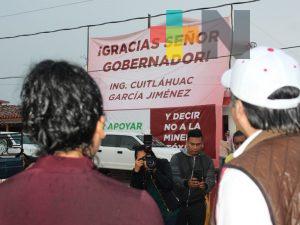 ¡GRACIAS SEÑOR
GOBERNADOR!
ING. CUITLÁHUAC
GARCÍA JIMÉNEZ
APOYAR
Y DECIR
NO A LA